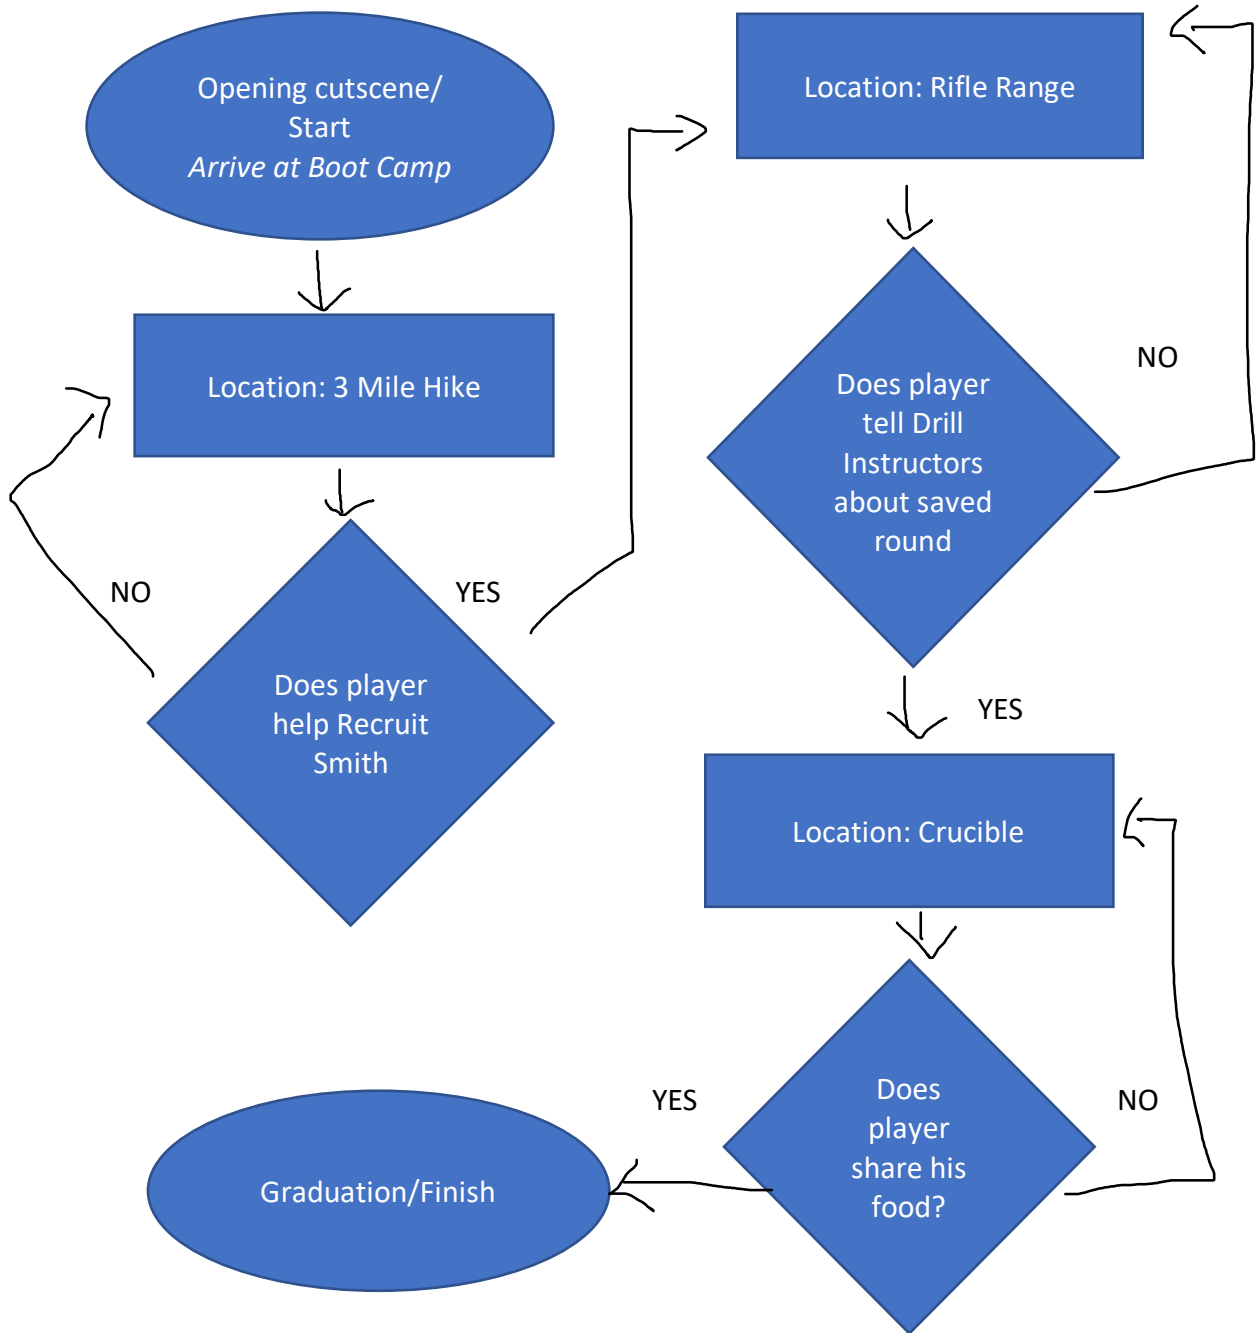 Opening cutscene/
Start
Arrive at Boot Camp
Location: 3 Mile Hike
NO
YES
Does player
help Recruit
Smith
Location: Rifle Range
NO
Does player
tell Drill
Instructors
about saved
round
YES
Location: Crucible
YES
NO
Does
player
share his
food?
Graduation/Finish